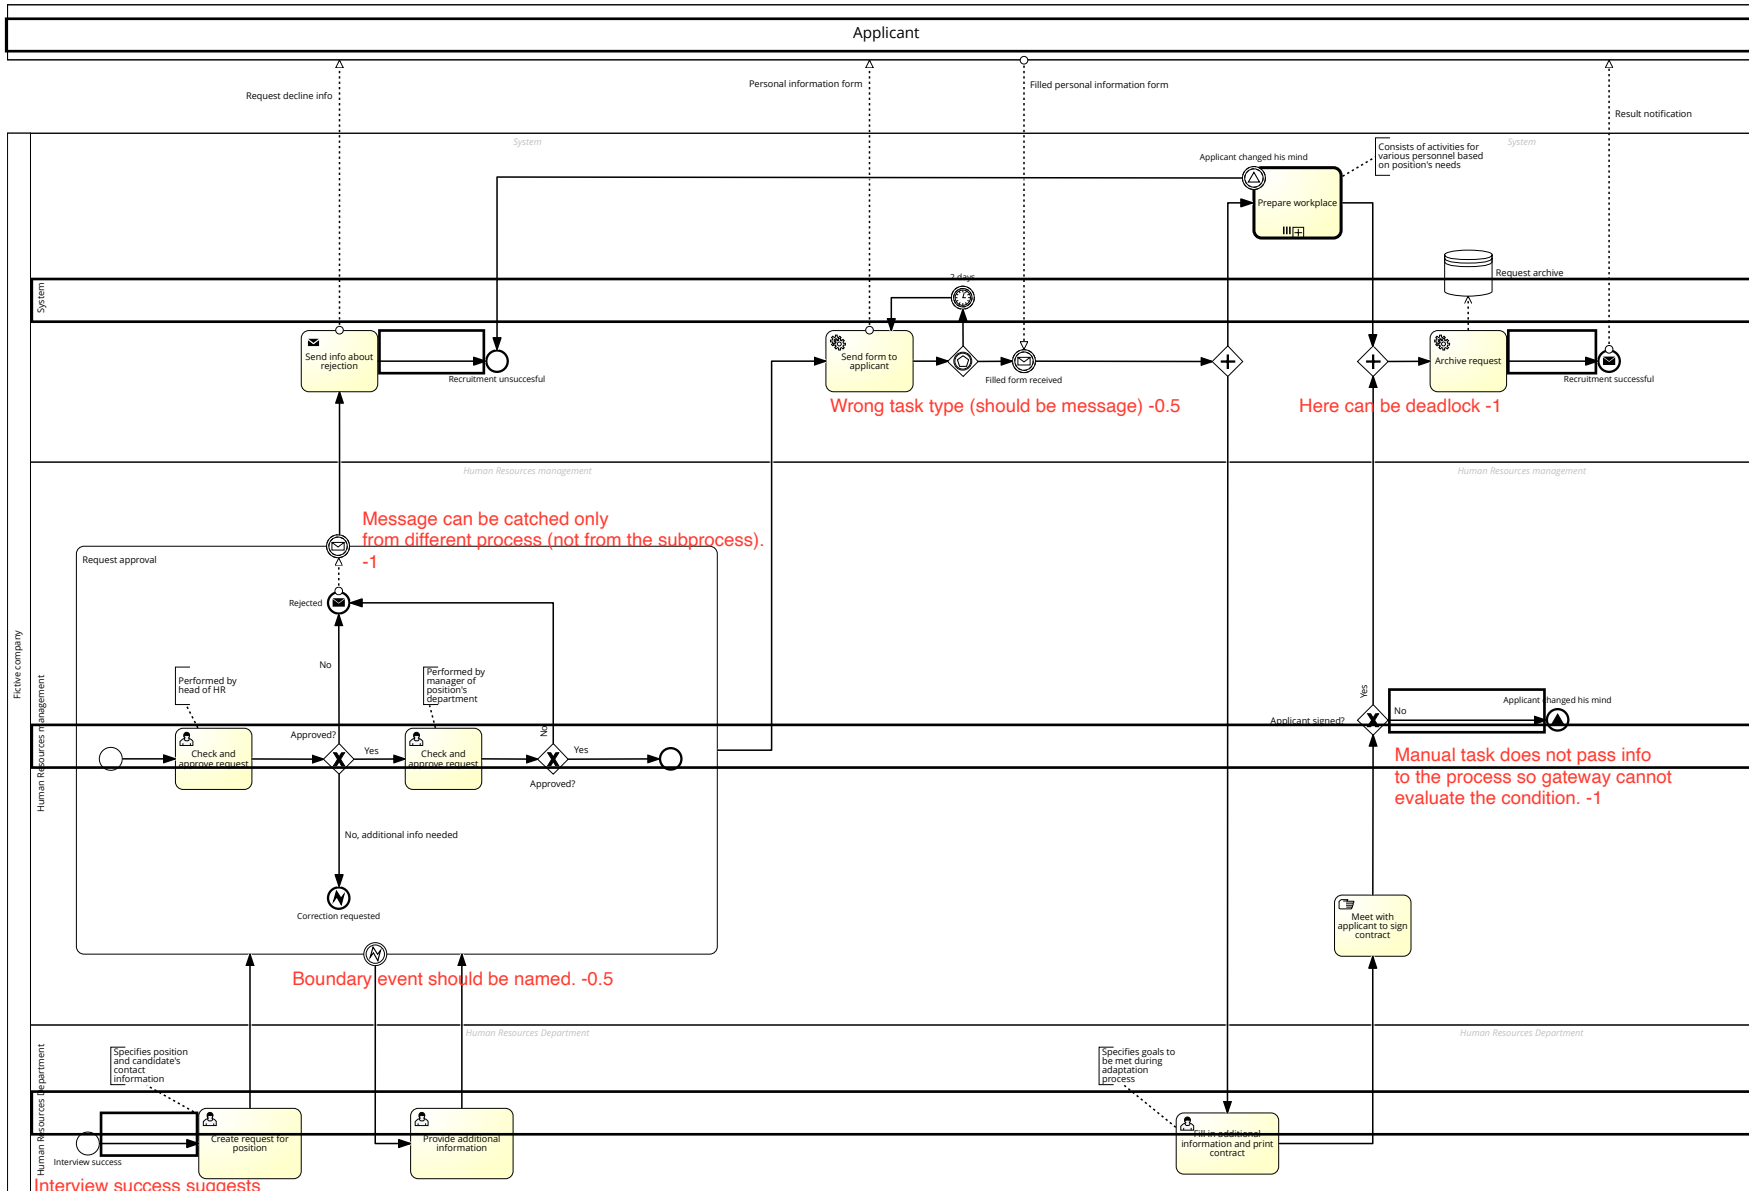 Applicant
Request decline info
Personal information form
Filled personal information form
Result notification
System
System
Applicant changed his mind
Consists of activities for
various personnel based
on position's needs
Prepare workplace
System
2 days
Request archive
Send info about
rejection
Recruitment unsuccesful
Send form to
applicant
Filled form received
Archive request
Recruitment successful
Wrong task type (should be message) -0.5
Here can be deadlock -1
Human Resources management
Human Resources management
Message can be catched only
from different process (not from the subprocess).
-1
Request approval
Rejected
No
Performed by
head of HR
Performed by
manager of
position's
department
Fictive company
Human Resources management
Approved?
Check and
approve request
Yes
Check and
approve request
No
Yes
Approved?
Yes
Applicant signed?
No
Applicant changed his mind
Manual task does not pass info
to the process so gateway cannot
evaluate the condition. -1
No, additional info needed
Correction requested
Meet with
applicant to sign
contract
Boundary event should be named. -0.5
Human Resources Department
Human Resources Department
Human Resources Department
Specifies position
and candidate's
contact
information
Specifies goals to
be met during
adaptation
process
Create request for
position
Provide additional
information
Fill in additional
information and print
contract
Interview success
Interview success suggests